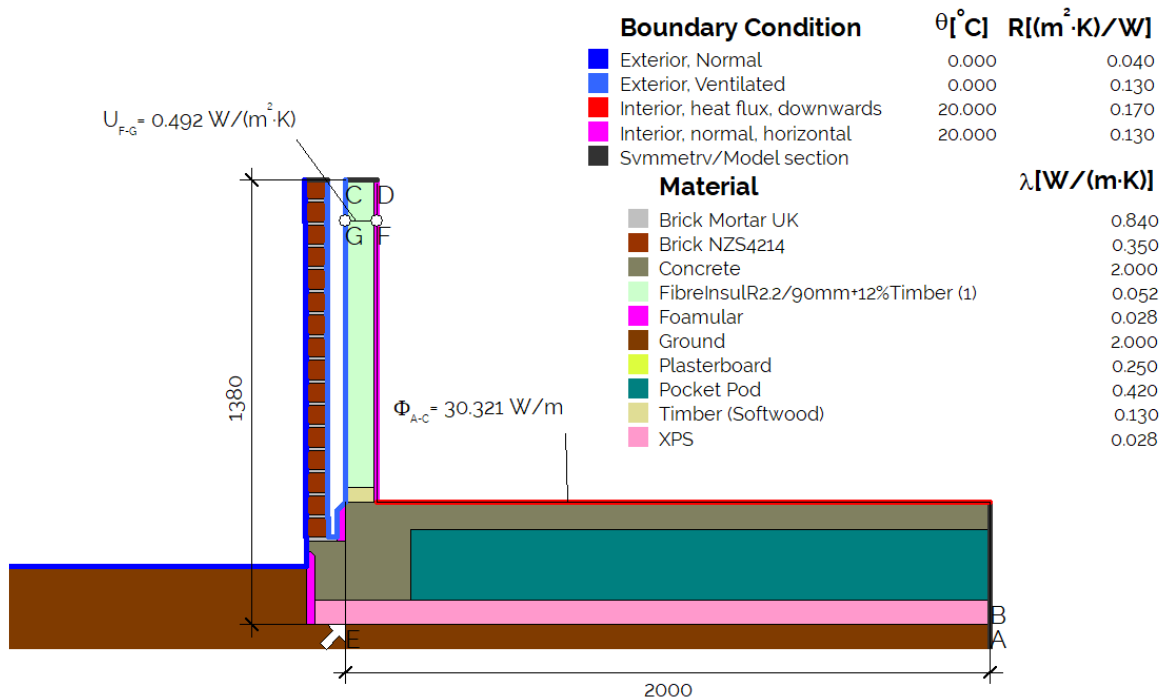 Boundary Condition θ[°C] R[(m²·K)/W]
Exterior, Normal 0.000 0.040
Exterior, Ventilated 0.000 0.130
Interior, heat flux, downwards 20.000 0.170
Interior, normal, horizontal 20.000 0.130
Symmetry/Model section
Material λ[W/(m·K)]
Brick Mortar UK 0.840
Brick NZS4214 0.350
Concrete 2.000
FibreInsulR2.2/90mm+12%Timber (1) 0.052
Foamular 0.028
Ground 2.000
Plasterboard 0.250
Pocket Pod 0.420
Timber (Softwood) 0.130
XPS 0.028
U_F-G = 0.492 W/(m²·K)
C D
G F
1380
Φ_A-C = 30.321 W/m
B
E A
2000